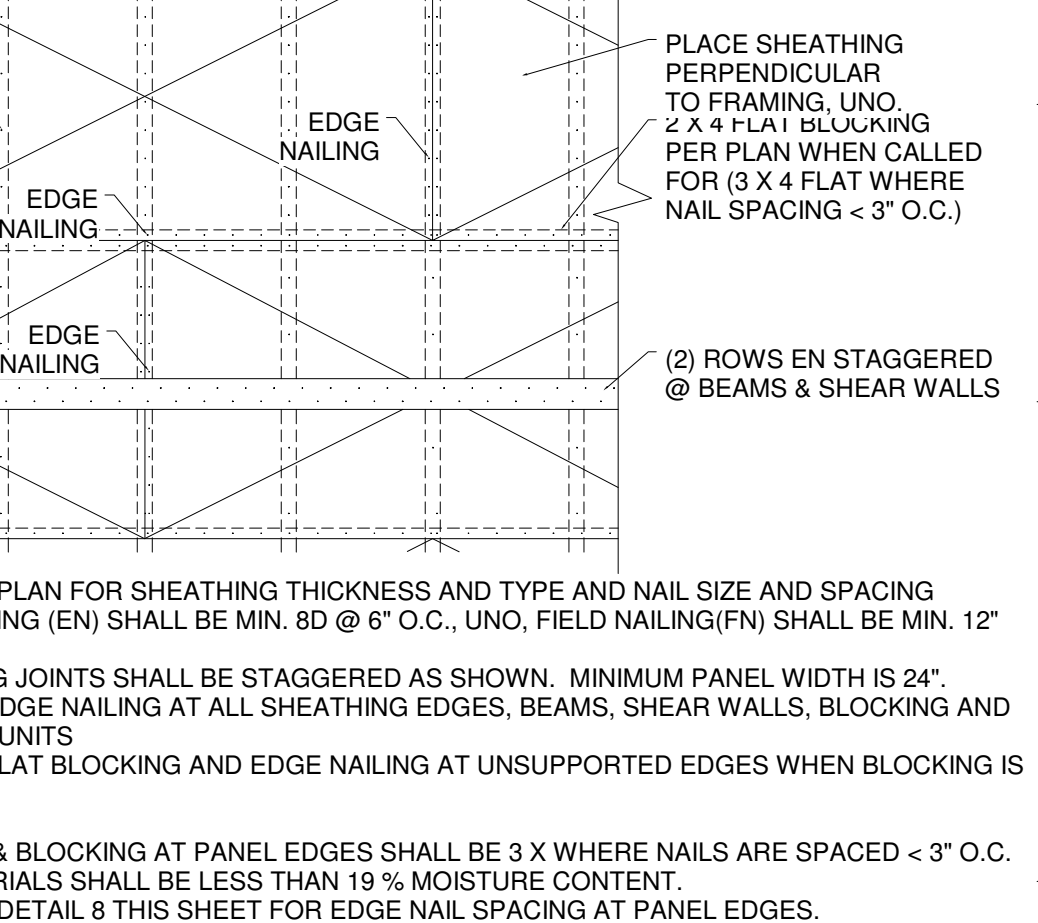 PLACE SHEATHING
PERPENDICULAR
TO FRAMING, UNO.
2 X 4 FLAT BLOCKING
PER PLAN WHEN CALLED
FOR (3 X 4 FLAT WHERE
NAIL SPACING < 3" O.C.)
EDGE
NAILING
EDGE
NAILING
EDGE
NAILING
(2) ROWS EN STAGGERED
@ BEAMS & SHEAR WALLS
PLAN FOR SHEATHING THICKNESS AND TYPE AND NAIL SIZE AND SPACING
(EN) SHALL BE MIN. 8D @ 6" O.C., UNO, FIELD NAILING(FN) SHALL BE MIN. 12"
JOINTS SHALL BE STAGGERED AS SHOWN. MINIMUM PANEL WIDTH IS 24".
NAILING AT ALL SHEATHING EDGES, BEAMS, SHEAR WALLS, BLOCKING AND
UNITS
BLOCKING AND EDGE NAILING AT UNSUPPORTED EDGES WHEN BLOCKING IS
& BLOCKING AT PANEL EDGES SHALL BE 3 X WHERE NAILS ARE SPACED < 3" O.C.
SHALL BE LESS THAN 19 % MOISTURE CONTENT.
DETAIL 8 THIS SHEET FOR EDGE NAIL SPACING AT PANEL EDGES.